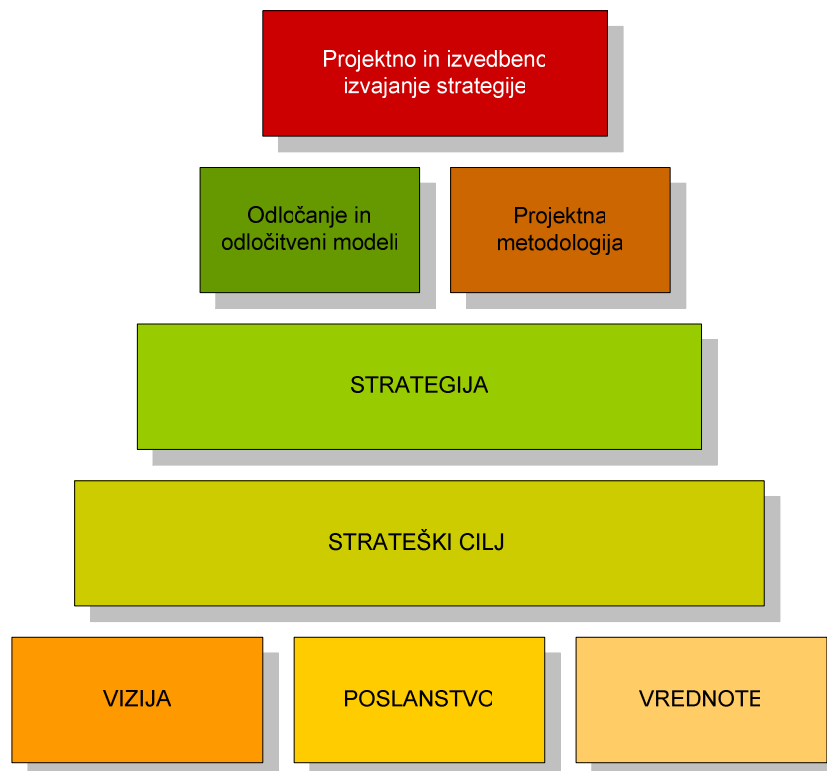 Projektno in izvedbeno
izvajanje strategije
Odločanje in
odločitveni modeli
Projektna
metodologija
STRATEGIJA
STRATEŠKI CILJ
VIZIJA
POSLANSTVO
VREDNOTE